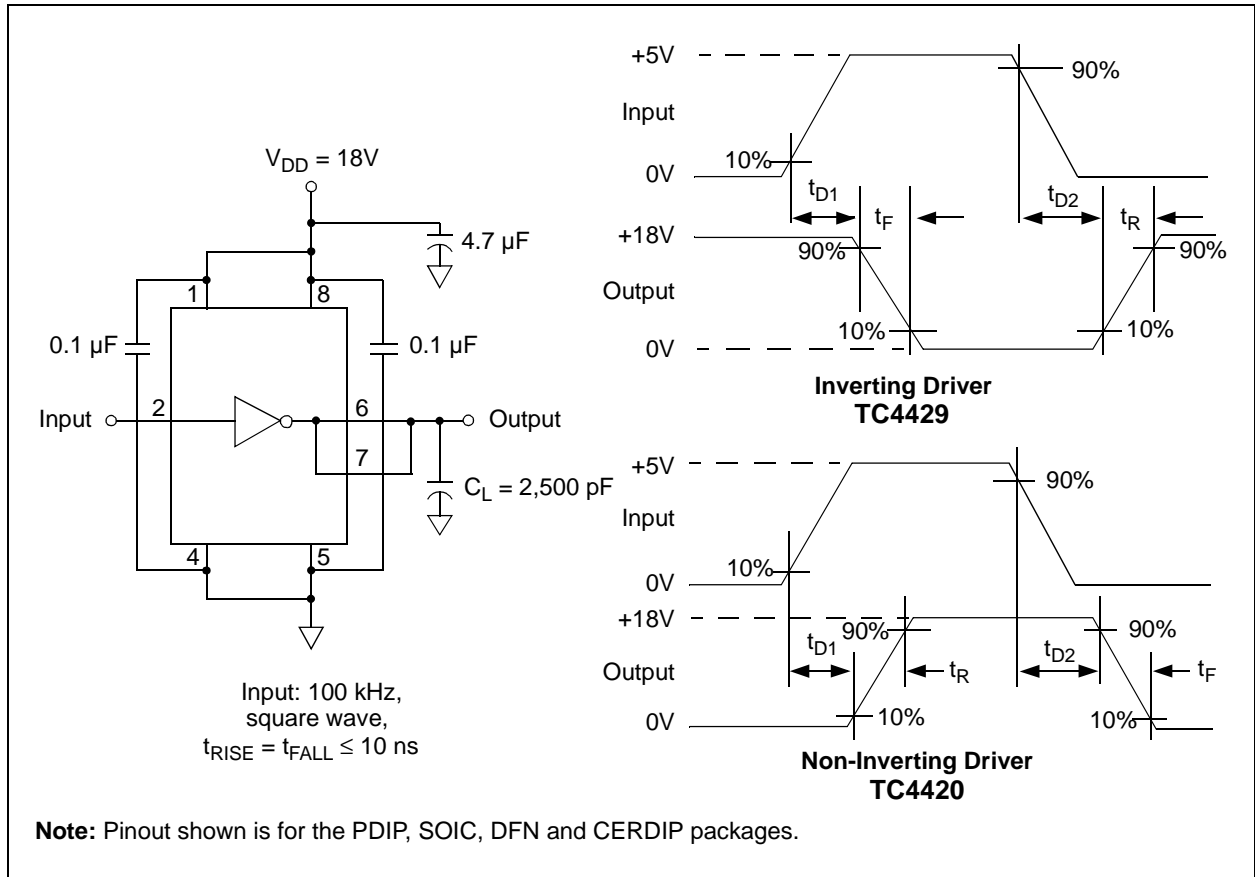 V_DD = 18V
4.7 µF
1
8
0.1 µF
0.1 µF
Input
2
6
Output
7
C_L = 2,500 pF
4
5
Input: 100 kHz,
square wave,
t_RISE = t_FALL ≤ 10 ns
+5V
90%
Input
10%
0V
t_D1
t_D2
t_F
t_R
+18V
90%
90%
Output
10%
10%
0V
Inverting Driver
TC4429
+5V
90%
Input
10%
0V
+18V
90%
90%
t_D1
t_D2
Output
t_R
t_F
10%
10%
0V
Non-Inverting Driver
TC4420
Note: Pinout shown is for the PDIP, SOIC, DFN and CERDIP packages.